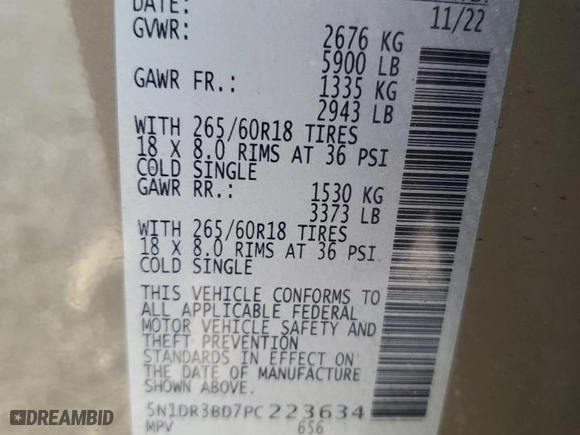 DATE:
11/22
GVWR:
2676 KG
5900 LB
GAWR FR.: 1335 KG
2943 LB
WITH 265/60R18 TIRES
18 X 8.0 RIMS AT 36 PSI
COLD SINGLE
GAWR RR.: 1530 KG
3373 LB
WITH 265/60R18 TIRES
18 X 8.0 RIMS AT 36 PSI
COLD SINGLE
THIS VEHICLE CONFORMS TO
ALL APPLICABLE FEDERAL
MOTOR VEHICLE SAFETY AND
THEFT PREVENTION
STANDARDS IN EFFECT ON
THE DATE OF MANUFACTURE
SHOWN ABOVE.
5N1DR3BD7PC223634
MPV 656
DREAMBID